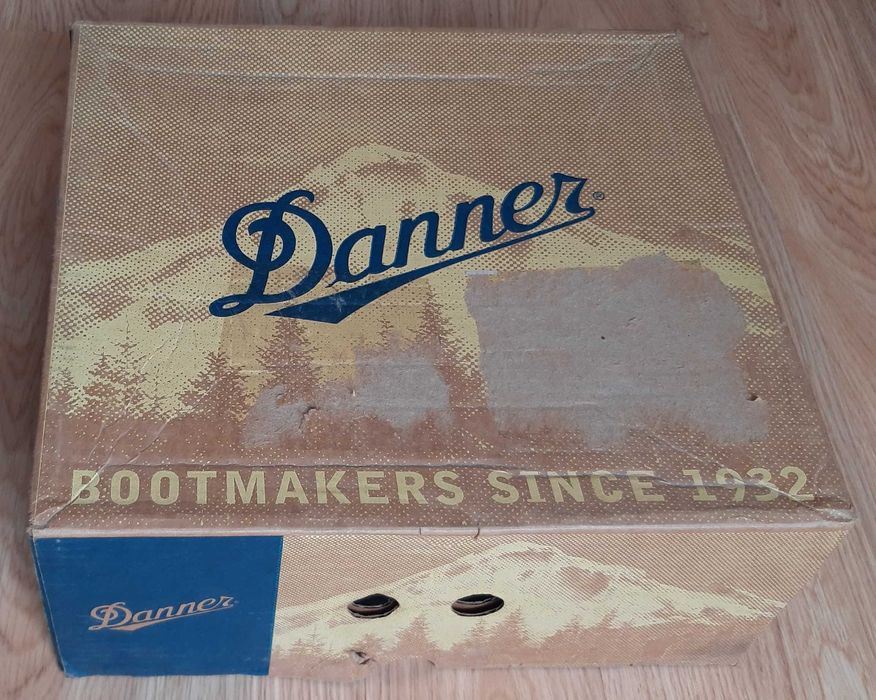 Danner®
BOOTMAKERS SINCE 1932
Danner